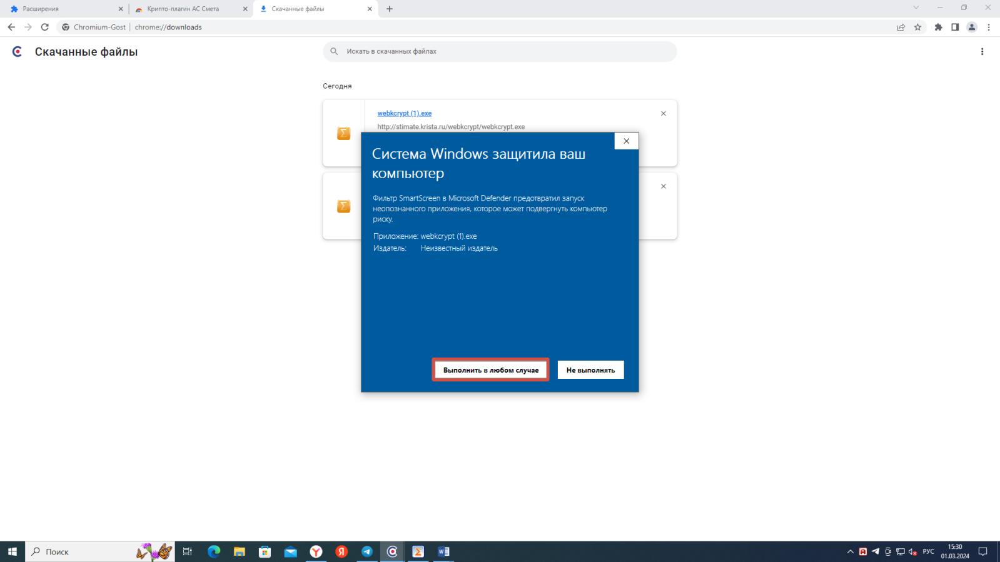 Расширения
Крипто-плагин АС Смета
Скачанные файлы
Chromium-Gost
chrome://downloads
Скачанные файлы
Искать в скачанных файлах
Сегодня
webkcrypt (1).exe
http://stimate.krista.ru/webkcrypt/webkcrypt.exe
Система Windows защитила ваш
компьютер
Фильтр SmartScreen в Microsoft Defender предотвратил запуск
неопознанного приложения, которое может подвергнуть компьютер
риску.
Приложение: webkcrypt (1).exe
Издатель: Неизвестный издатель
Выполнить в любом случае
Не выполнять
Поиск
РУС
15:30
01.03.2024